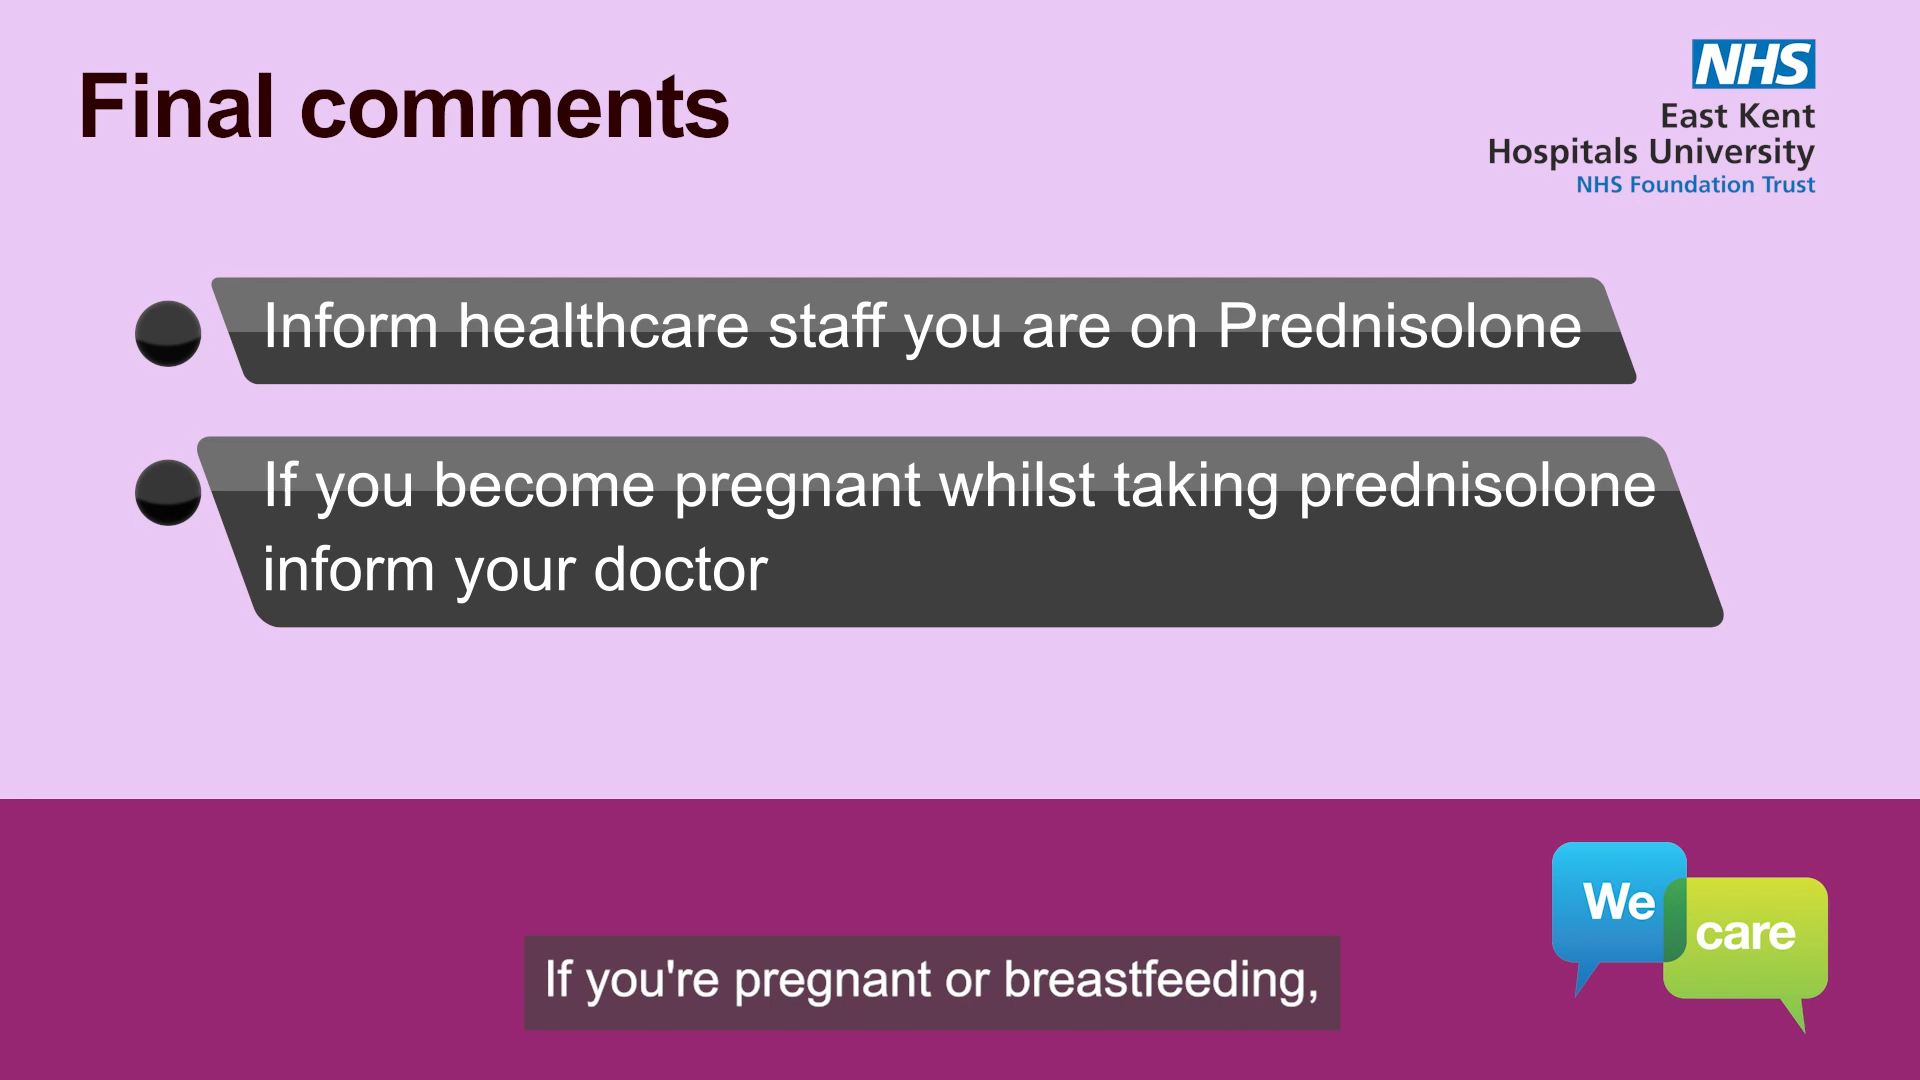 Final comments
NHS
East Kent
Hospitals University
NHS Foundation Trust
Inform healthcare staff you are on Prednisolone
If you become pregnant whilst taking prednisolone
inform your doctor
We
care
If you're pregnant or breastfeeding,